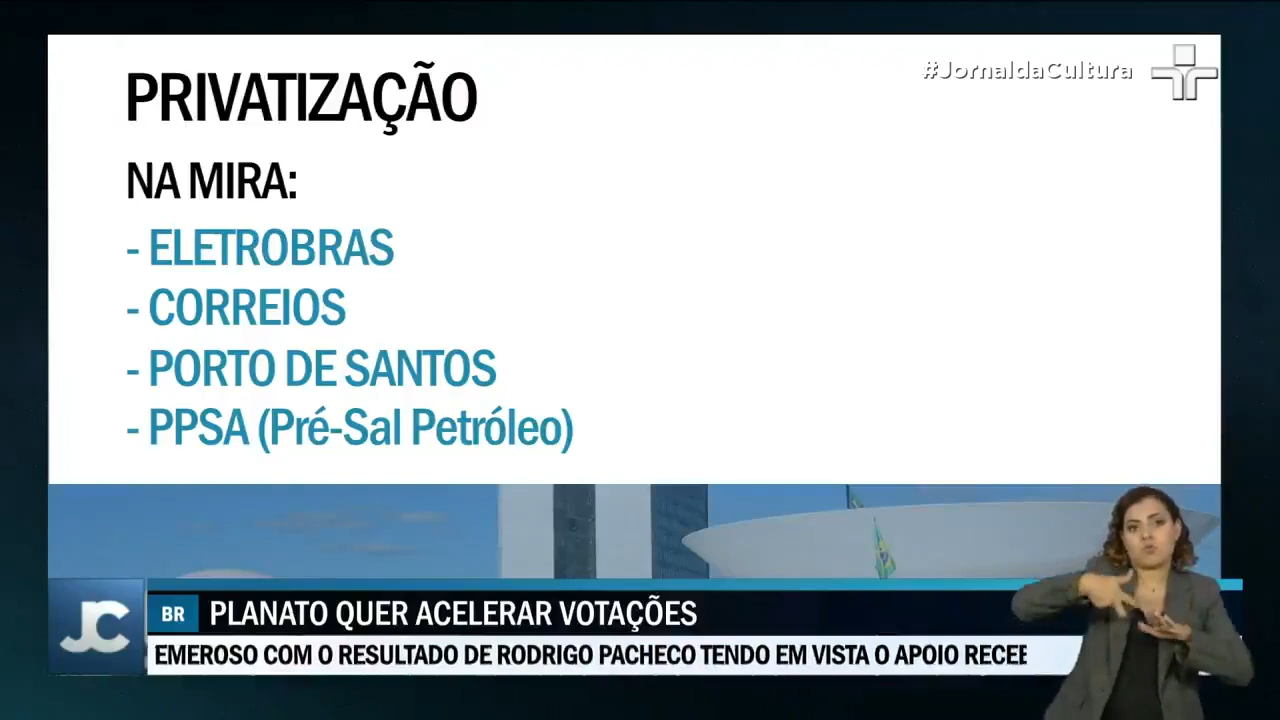 #JornaldaCultura
PRIVATIZAÇÃO
NA MIRA:
- ELETROBRAS
- CORREIOS
- PORTO DE SANTOS
- PPSA (Pré-Sal Petróleo)
JC
BR
PLANATO QUER ACELERAR VOTAÇÕES
EMEROSO COM O RESULTADO DE RODRIGO PACHECO TENDO EM VISTA O APOIO